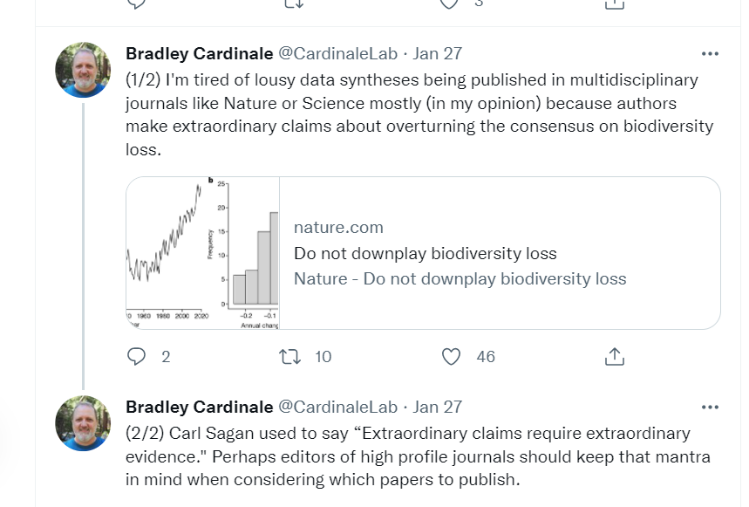 3
Bradley Cardinale @CardinaleLab · Jan 27
(1/2) I'm tired of lousy data syntheses being published in multidisciplinary
journals like Nature or Science mostly (in my opinion) because authors
make extraordinary claims about overturning the consensus on biodiversity
loss.
b
25
20
15
10
5
0
Frequency
1960 1980 2000 2020
-0.2 -0.1
Annual chang
nature.com
Do not downplay biodiversity loss
Nature - Do not downplay biodiversity loss
2 10 46
Bradley Cardinale @CardinaleLab · Jan 27
(2/2) Carl Sagan used to say “Extraordinary claims require extraordinary
evidence." Perhaps editors of high profile journals should keep that mantra
in mind when considering which papers to publish.